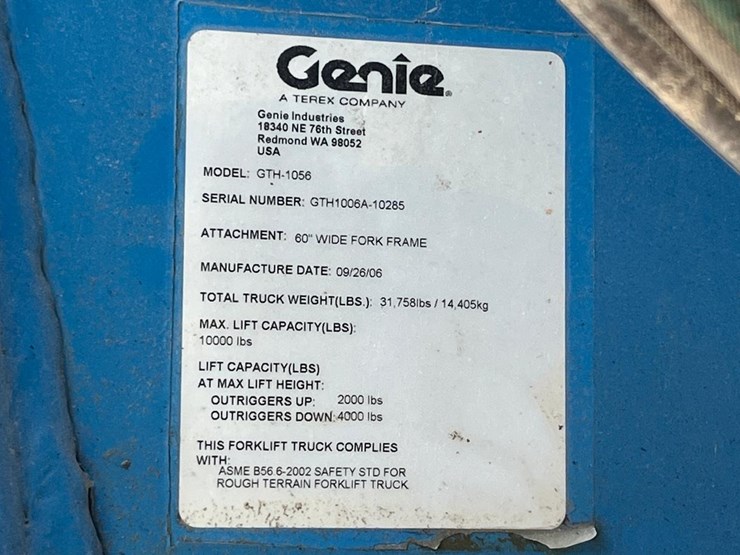 Genie
A TEREX COMPANY
Genie Industries
18340 NE 76th Street
Redmond WA 98052
USA
MODEL: GTH-1056
SERIAL NUMBER: GTH1006A-10285
ATTACHMENT: 60" WIDE FORK FRAME
MANUFACTURE DATE: 09/26/06
TOTAL TRUCK WEIGHT(LBS.): 31,758lbs / 14,405kg
MAX. LIFT CAPACITY(LBS):
10000 lbs
LIFT CAPACITY(LBS)
AT MAX LIFT HEIGHT:
OUTRIGGERS UP: 2000 lbs
OUTRIGGERS DOWN: 4000 lbs
THIS FORKLIFT TRUCK COMPLIES
WITH:
ASME B56.6-2002 SAFETY STD FOR
ROUGH TERRAIN FORKLIFT TRUCK